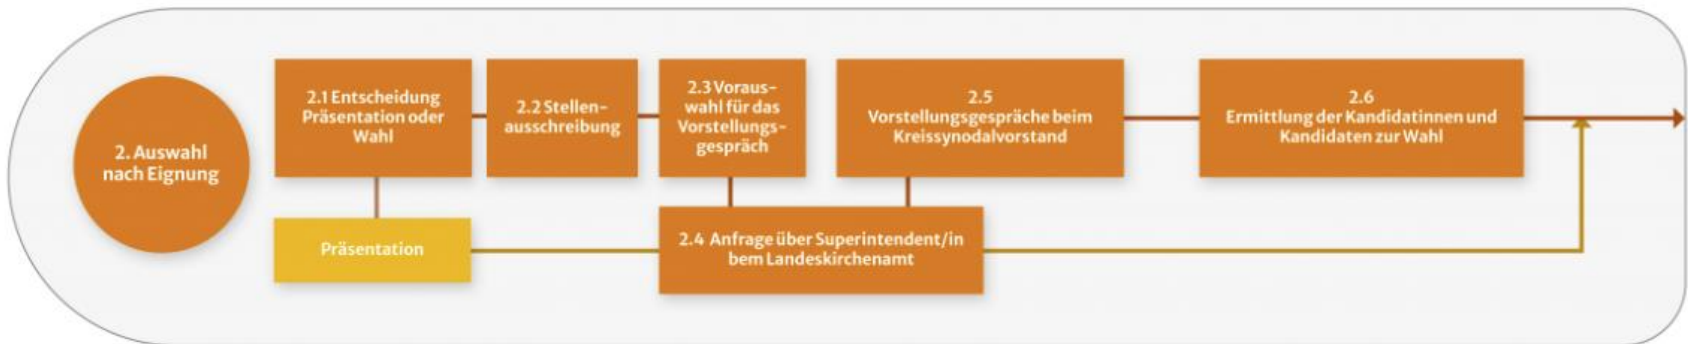 2. Auswahl
nach Eignung
2.1 Entscheidung
Präsentation oder
Wahl
2.2 Stellen-
ausschreibung
2.3 Voraus-
wahl für das
Vorstellungs-
gespräch
2.5
Vorstellungsgespräche beim
Kreissynodalvorstand
2.6
Ermittlung der Kandidatinnen und
Kandidaten zur Wahl
Präsentation
2.4 Anfrage über Superintendent/in
bem Landeskirchenamt